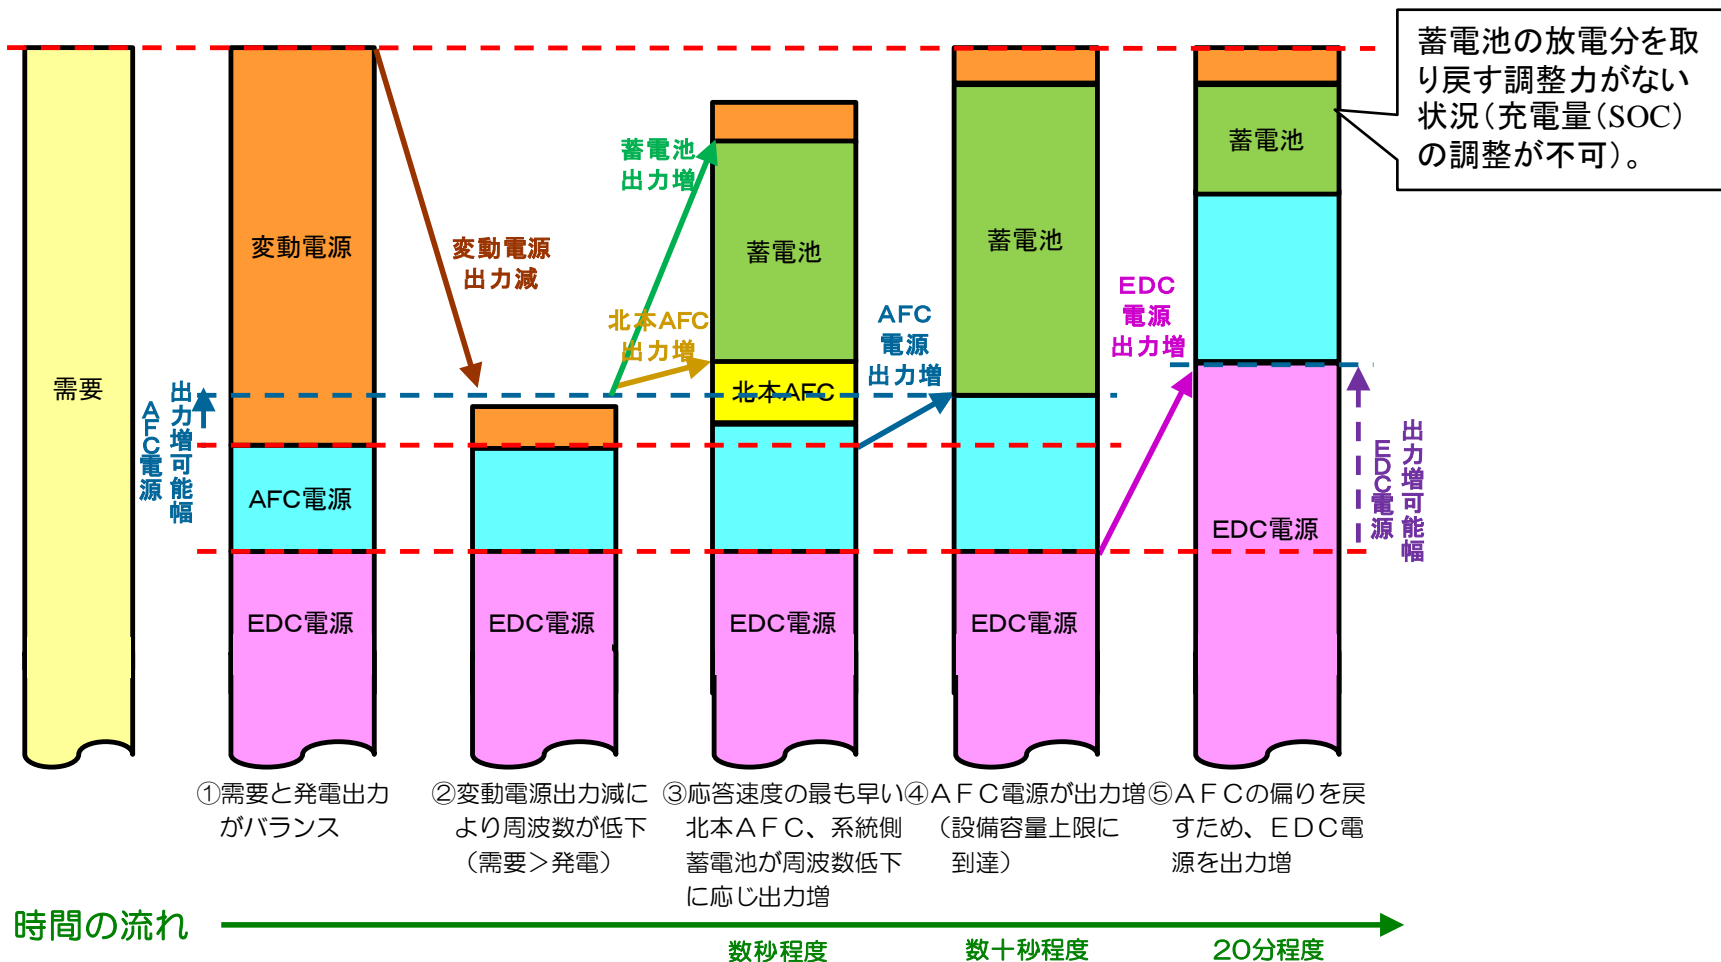 蓄電池の放電分を取
り戻す調整力がない
状況（充電量（SOC）
の調整が不可）。
需要
AFC電源
出力増可能幅
変動電源
AFC電源
EDC電源
変動電源
出力減
EDC電源
蓄電池
出力増
北本AFC
出力増
蓄電池
北本AFC
EDC電源
AFC
電源
出力増
蓄電池
EDC電源
EDC
電源
出力増
蓄電池
EDC電源
EDC電源
出力増可能幅
①需要と発電出力
がバランス
②変動電源出力減に
より周波数が低下
（需要＞発電）
③応答速度の最も早い
北本ＡＦＣ、系統側
蓄電池が周波数低下
に応じ出力増
④ＡＦＣ電源が出力増
（設備容量上限に
到達）
⑤ＡＦＣの偏りを戻
すため、ＥＤＣ電
源を出力増
時間の流れ
数秒程度
数十秒程度
20分程度